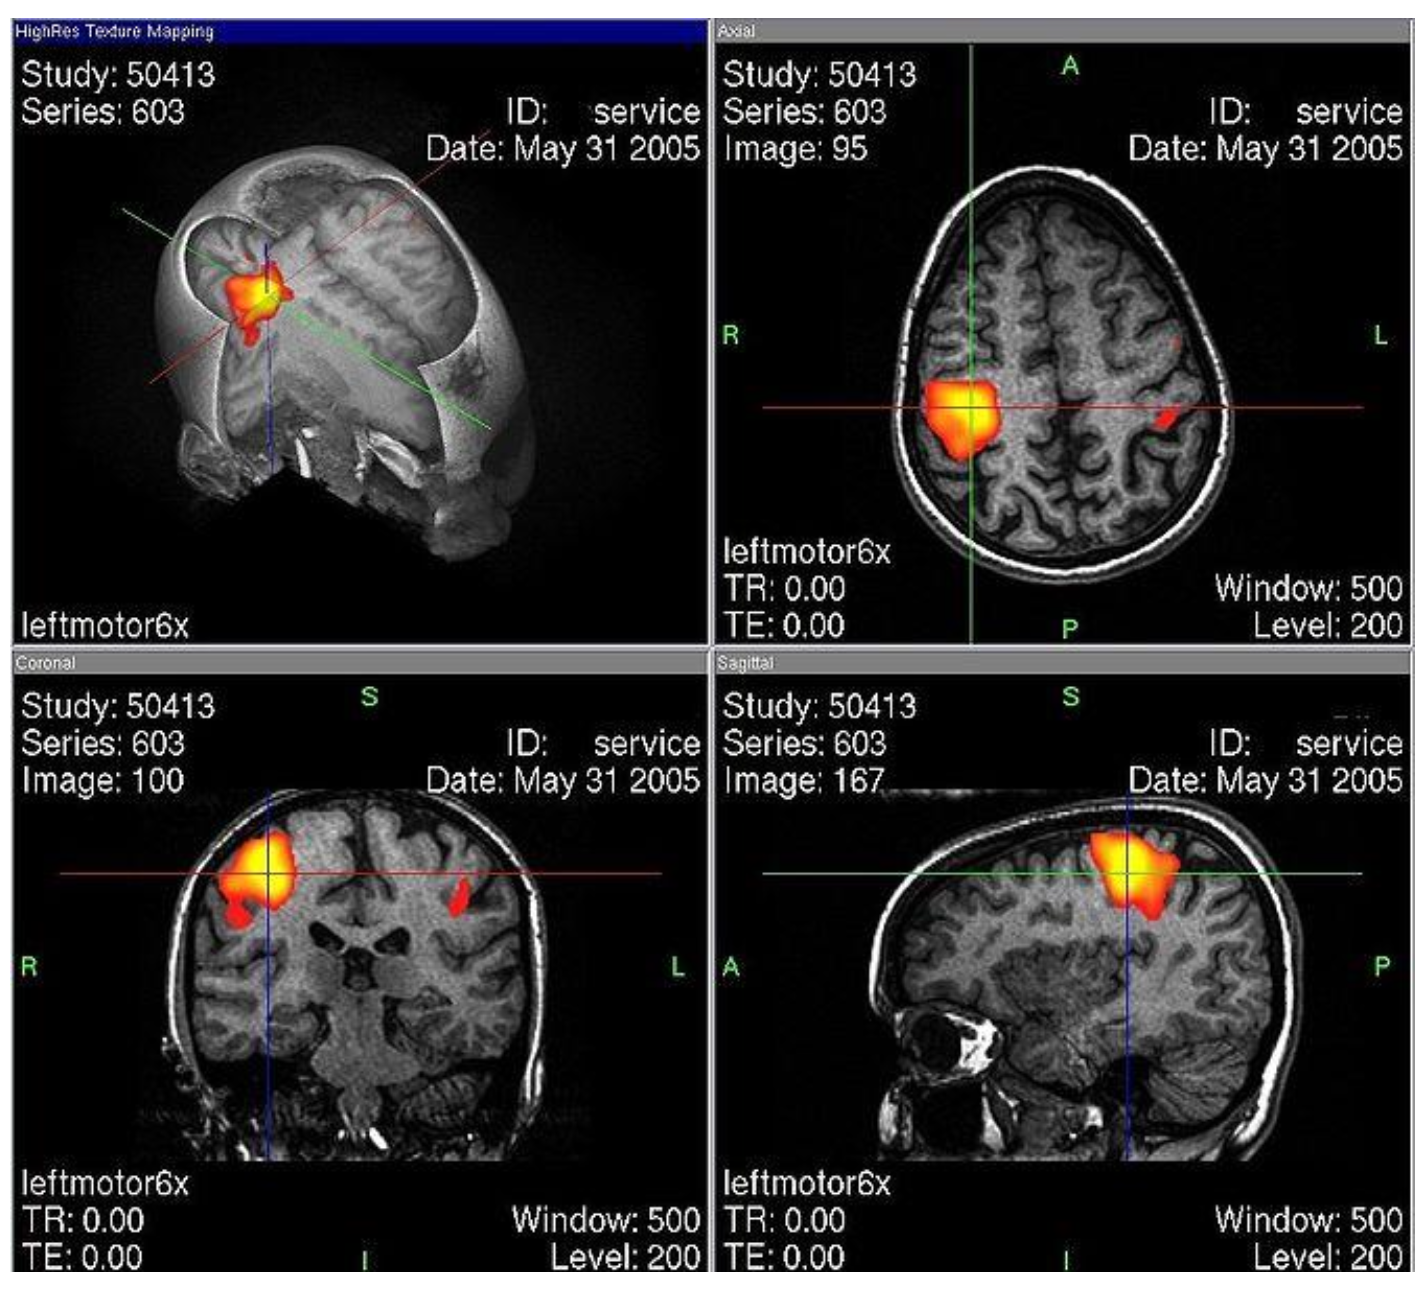 HighRes Texture Mapping
Study: 50413
Series: 603
ID: service
Date: May 31 2005
leftmotor6x
Axial
Study: 50413
Series: 603
Image: 95
ID: service
Date: May 31 2005
A
R
L
leftmotor6x
TR: 0.00
TE: 0.00
P
Window: 500
Level: 200
Coronal
Study: 50413
Series: 603
Image: 100
S
ID: service
Date: May 31 2005
R
L
leftmotor6x
TR: 0.00
TE: 0.00
I
Window: 500
Level: 200
Sagittal
Study: 50413
Series: 603
Image: 167
S
ID: service
Date: May 31 2005
A
P
leftmotor6x
TR: 0.00
TE: 0.00
I
Window: 500
Level: 200